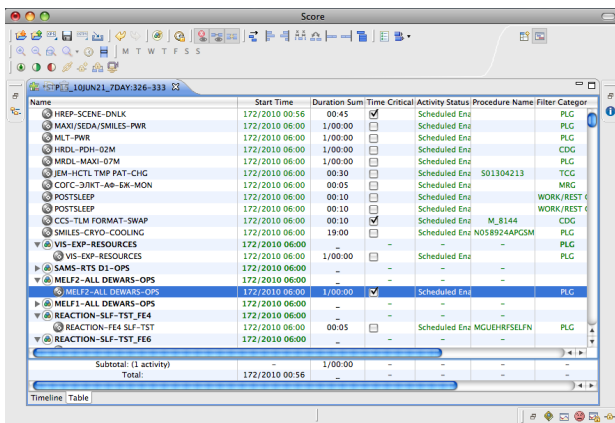 Score
M T W T F S S
10JUN21_7DAY:326-333
Name Start Time Duration Sum Time Critical Activity Status Procedure Name Filter Categor
HREP-SCENE-DNLK 172/2010 00:56 00:45 Scheduled Ena PLG
MAXI/SEDA/SMILES-PWR 172/2010 06:00 1/00:00 Scheduled Ena PLG
MLT-PWR 172/2010 06:00 1/00:00 Scheduled Ena PLG
HRDL-PDH-02M 172/2010 06:00 1/00:00 Scheduled Ena CDG
MRDL-MAXI-07M 172/2010 06:00 1/00:00 Scheduled Ena PLG
JEM-HCTL TMP PAT-CHG 172/2010 06:00 00:30 Scheduled Ena S01304213 TCG
СОГС-ЭЛКТ-АФ-БЖ-MON 172/2010 06:00 00:05 Scheduled Ena MRG
POSTSLEEP 172/2010 06:00 00:10 Scheduled Ena WORK/REST (
POSTSLEEP 172/2010 06:00 00:10 Scheduled Ena WORK/REST (
CCS-TLM FORMAT-SWAP 172/2010 06:00 00:10 Scheduled Ena M_8144 CDG
SMILES-CRYO-COOLING 172/2010 06:00 19:00 Scheduled Ena N058924APGSM PLG
VIS-EXP-RESOURCES 172/2010 06:00 _ – – – PLG
VIS-EXP-RESOURCES 172/2010 06:00 1/00:00 Scheduled Ena PLG
SAMS-RTS D1-OPS 172/2010 06:00 _ – – – –
MELF2-ALL DEWARS-OPS 172/2010 06:00 _ – – – –
MELF2-ALL DEWARS-OPS 172/2010 06:00 1/00:00 Scheduled Ena PLG
MELF1-ALL DEWARS-OPS 172/2010 06:00 _ – – – –
REACTION-SLF-TST_FE4 172/2010 06:00 _ – – – –
REACTION-FE4 SLF-TST 172/2010 06:00 00:05 Scheduled Ena MGUEHRFSELFN PLG
REACTION-SLF-TST_FE6 172/2010 06:00 _ – – – –
Subtotal: (1 activity) – 1/00:00 – – – –
Total: 172/2010 00:56 _ – – – –
Timeline Table